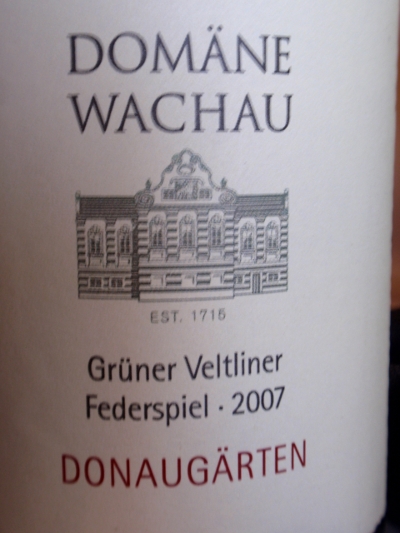 DOMÄNE
WACHAU
EST. 1715
Grüner Veltliner
Federspiel · 2007
DONAUGÄRTEN